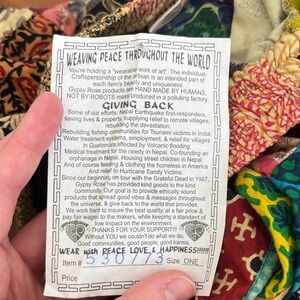 WEAVING PEACE THROUGHOUT THE WORLD
You're holding a "wearable work of art". The individual
Craftspersonship of the artisan is an intended part of
each item's beauty and uniqueness.
Gypsy Rose products are HAND MADE BY HUMANS,
NOT BY ROBOTS mass produced in a polluting factory.
GIVING BACK
Some of our efforts: Nepal Earthquake first-responders,
saving lives & property, supplying relief to remote villages,
rebuilding the devastation.
Rebuilding fishing communities for Tsunami victims in India
Water treatment systems, employment, & relief for villages
in Guatemala affected by Volcanic flooding.
Medical treatment for the needy in Nepal, Co-founding
orphanage in Nepal, Housing street children in Nepal.
And of course feeding & clothing the homeless in America
And relief to Hurricane Sandy Victims.
Since our beginning on tour with the Grateful Dead in 1987,
Gypsy Rose has provided kind goods to the kind
community. Our goal is to provide ethically sound
products that spread good vibes & messages throughout
the universe, & give back to the world that provides!
We work hard to insure the best quality, at a fair price &
pay fair wages to the makers, while keeping a standard of
low impact on the environment.
THANKS FOR YOUR SUPPORT!!
Without YOU we couldn't do what we do.
Good communities, good people, good karma.
WEAR with PEACE LOVE & HAPPINESS!!!!!!
Item # 530773 Size ONE
Price